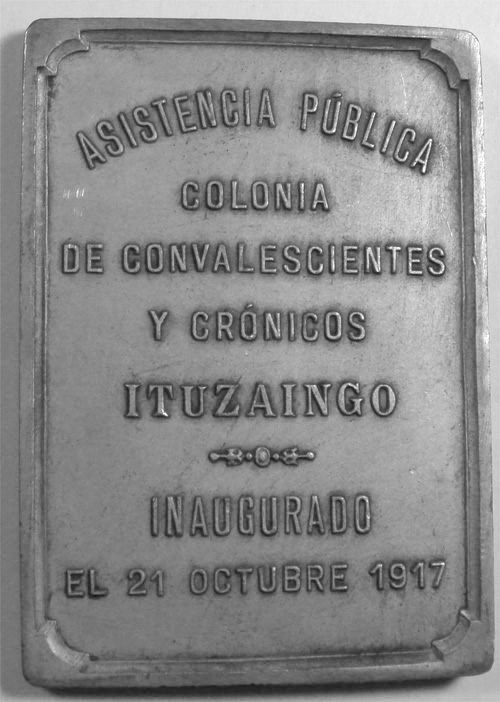 ASISTENCIA PÚBLICA
COLONIA
DE CONVALESCIENTES
Y CRÓNICOS
ITUZAINGO
INAUGURADO
EL 21 OCTUBRE 1917